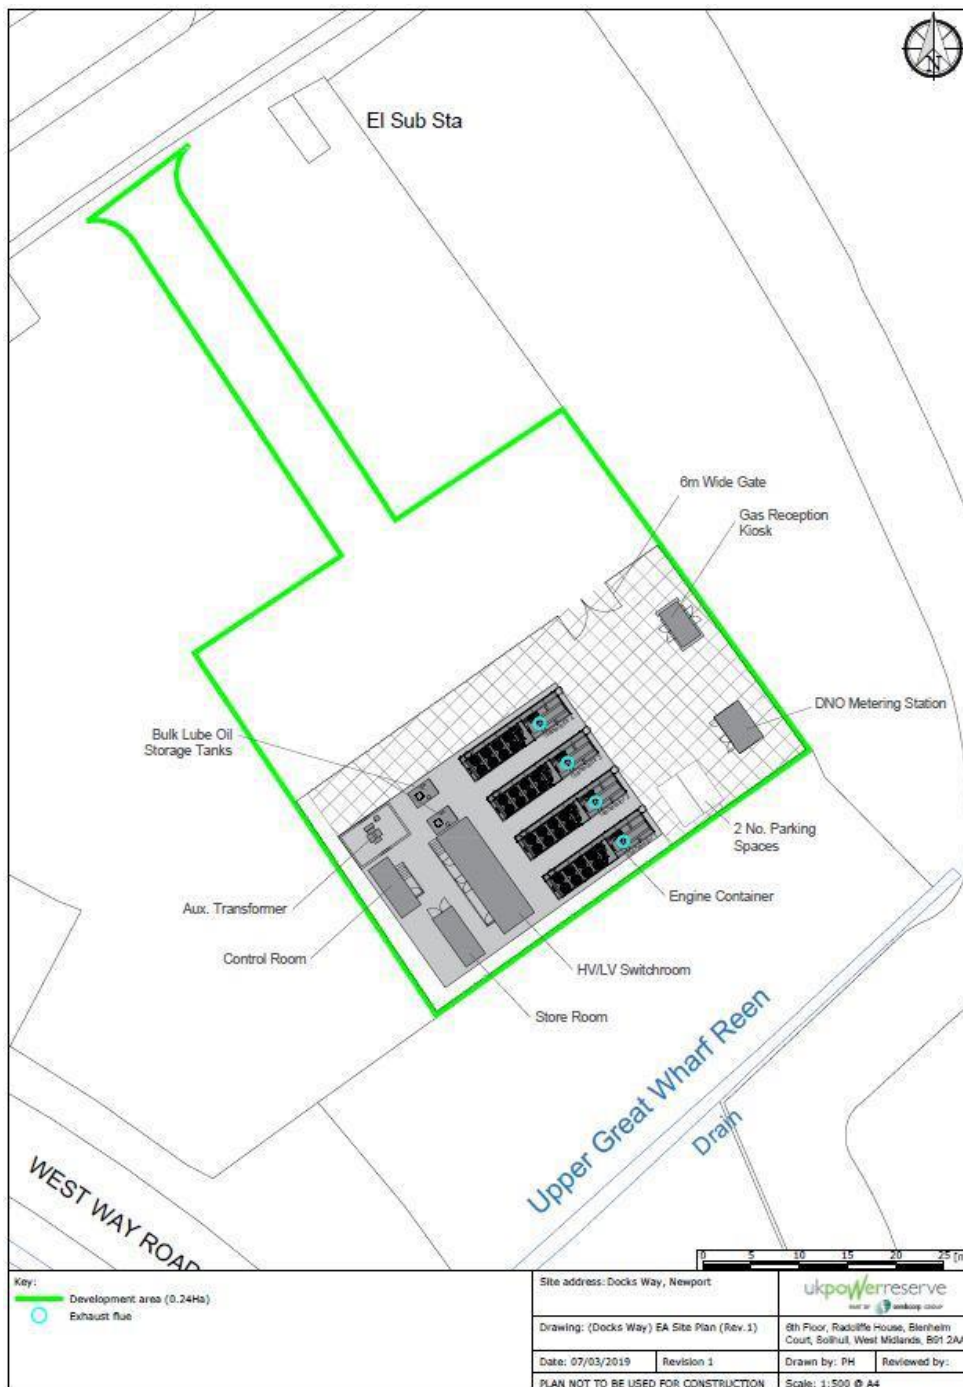 N
El Sub Sta
6m Wide Gate
Gas Reception
Kiosk
DNO Metering Station
Bulk Lube Oil
Storage Tanks
2 No. Parking
Spaces
Engine Container
Aux. Transformer
Control Room
HV/LV Switchroom
Store Room
Upper Great Wharf Reen
Drain
WEST WAY ROAD
0 5 10 15 20 25
Key:
Development area (0.24Ha)
Exhaust flue
Site address: Docks Way, Newport
Drawing: (Docks Way) EA Site Plan (Rev.1)
Date: 07/03/2019
Revision 1
PLAN NOT TO BE USED FOR CONSTRUCTION
ukpowerreserve
PART OF sembcorp GROUP
6th Floor, Radcliffe House, Blenheim
Court, Solihull, West Midlands, B91 2AA
Drawn by: PH
Reviewed by:
Scale: 1:500 @ A4